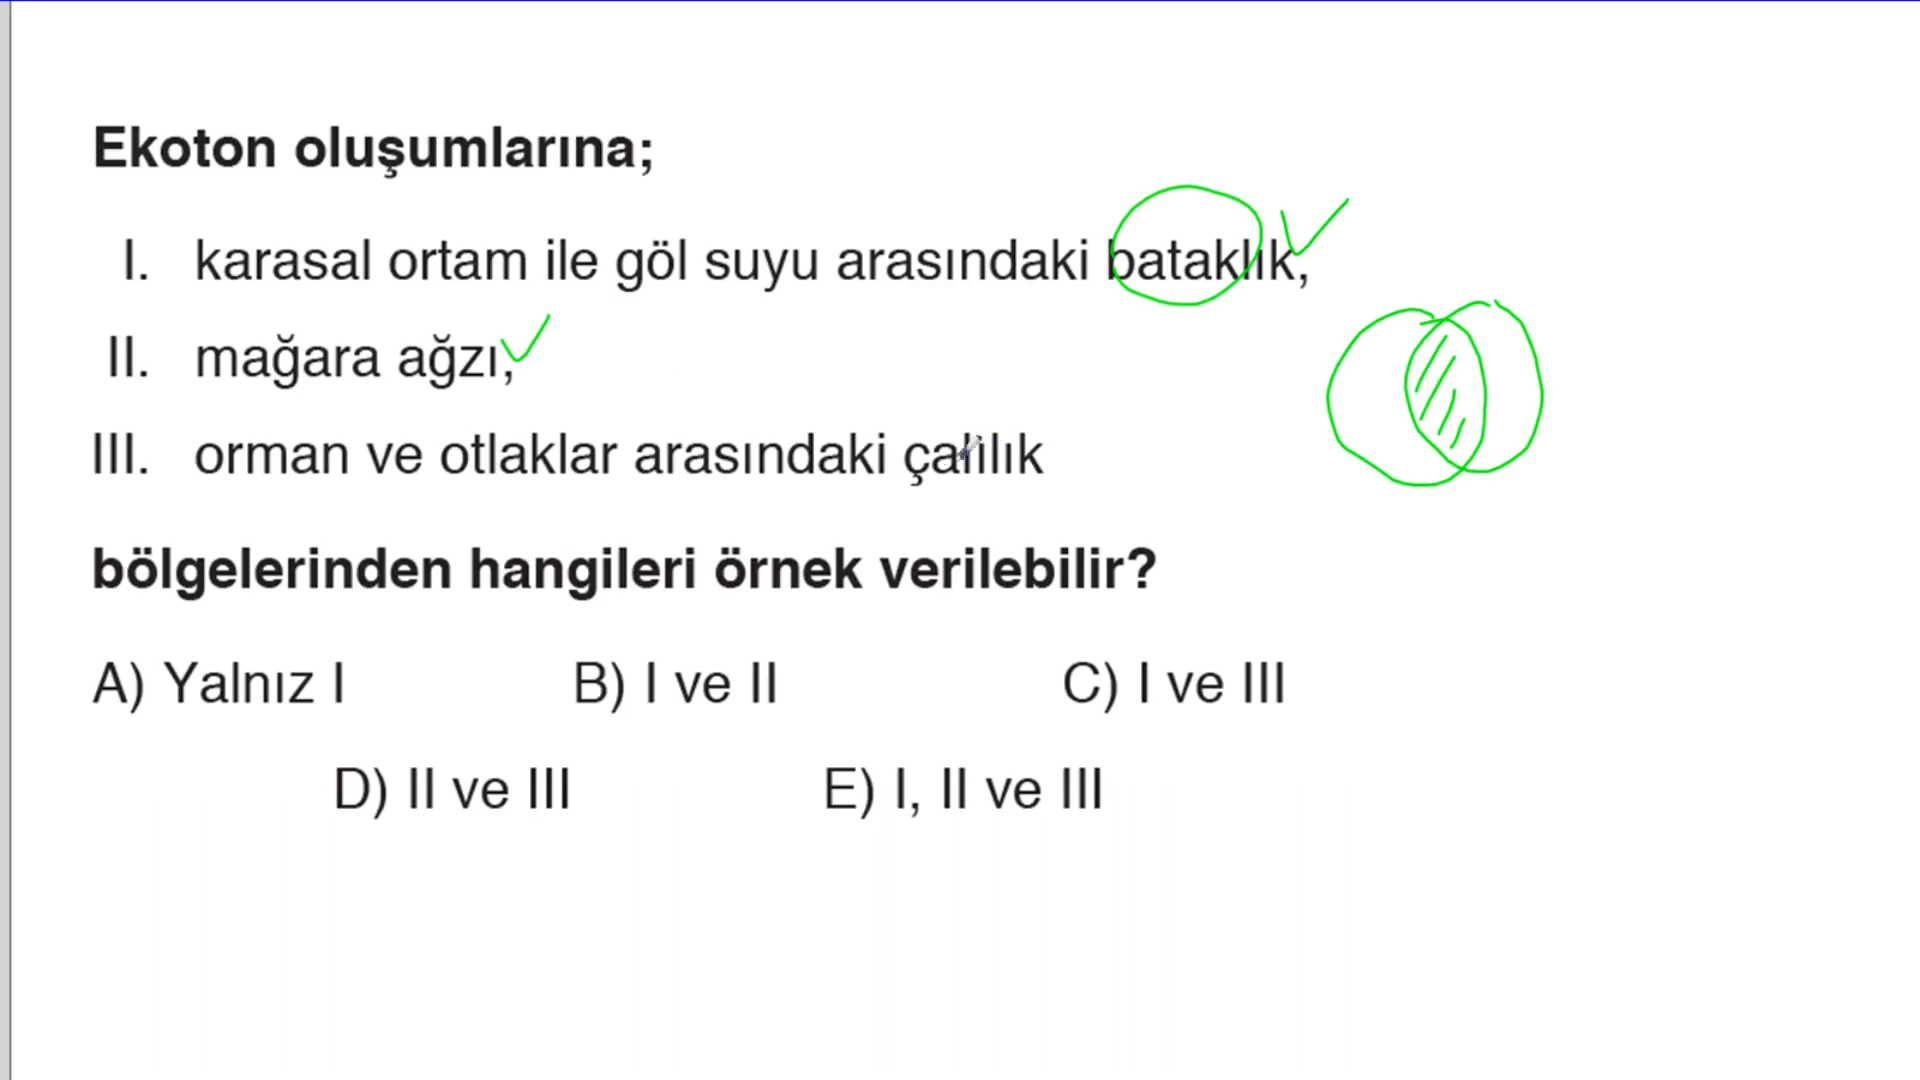 Ekoton oluşumlarına;
I. karasal ortam ile göl suyu arasındaki bataklık,
II. mağara ağzı,
III. orman ve otlaklar arasındaki çalılık
bölgelerinden hangileri örnek verilebilir?
A) Yalnız I B) I ve II C) I ve III
D) II ve III E) I, II ve III